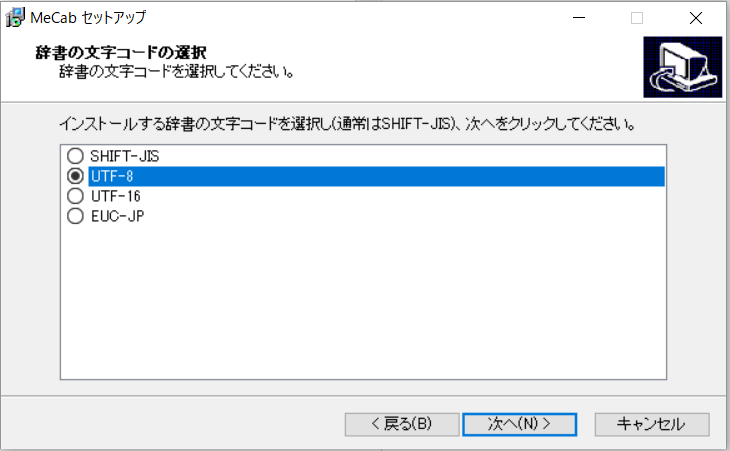 MeCab セットアップ
辞書の文字コードの選択
辞書の文字コードを選択してください。
インストールする辞書の文字コードを選択し(通常はSHIFT-JIS)、次へをクリックしてください。
SHIFT-JIS
UTF-8
UTF-16
EUC-JP
< 戻る(B)
次へ(N) >
キャンセル